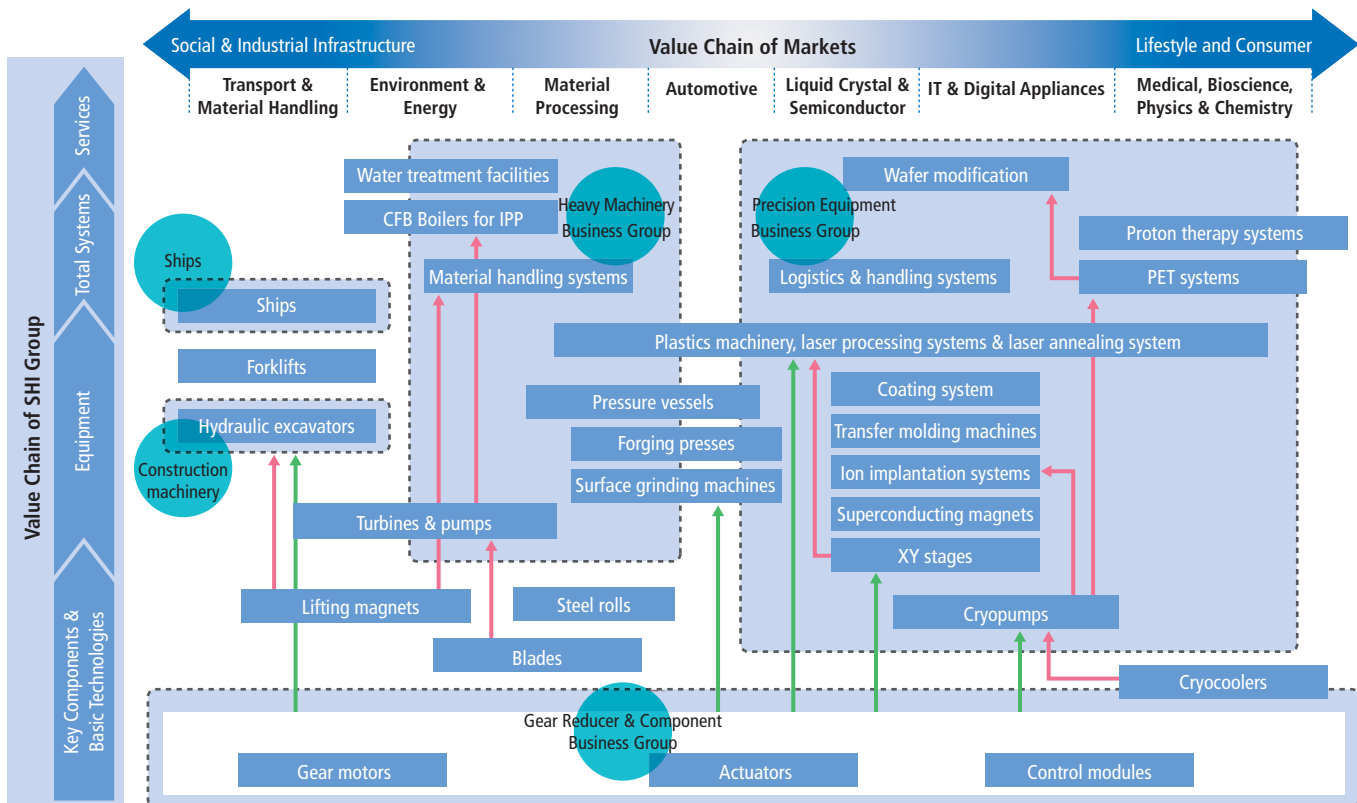 Social & Industrial Infrastructure
Value Chain of Markets
Lifestyle and Consumer
Transport &
Material Handling
Environment &
Energy
Material
Processing
Automotive
Liquid Crystal &
Semiconductor
IT & Digital Appliances
Medical, Bioscience,
Physics & Chemistry
Value Chain of SHI Group
Services
Total Systems
Equipment
Key Components &
Basic Technologies
Water treatment facilities
CFB Boilers for IPP
Heavy Machinery
Business Group
Material handling systems
Precision Equipment
Business Group
Wafer modification
Proton therapy systems
PET systems
Logistics & handling systems
Ships
Ships
Forklifts
Hydraulic excavators
Construction
machinery
Plastics machinery, laser processing systems & laser annealing system
Pressure vessels
Forging presses
Surface grinding machines
Coating system
Transfer molding machines
Ion implantation systems
Superconducting magnets
XY stages
Turbines & pumps
Lifting magnets
Steel rolls
Blades
Cryopumps
Cryocoolers
Gear Reducer & Component
Business Group
Gear motors
Actuators
Control modules